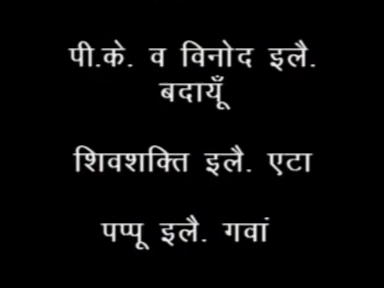 पी.के. व विनोद इलै.
बदायूँ
शिवशक्ति इलै. एटा
पप्पू इलै. गवां